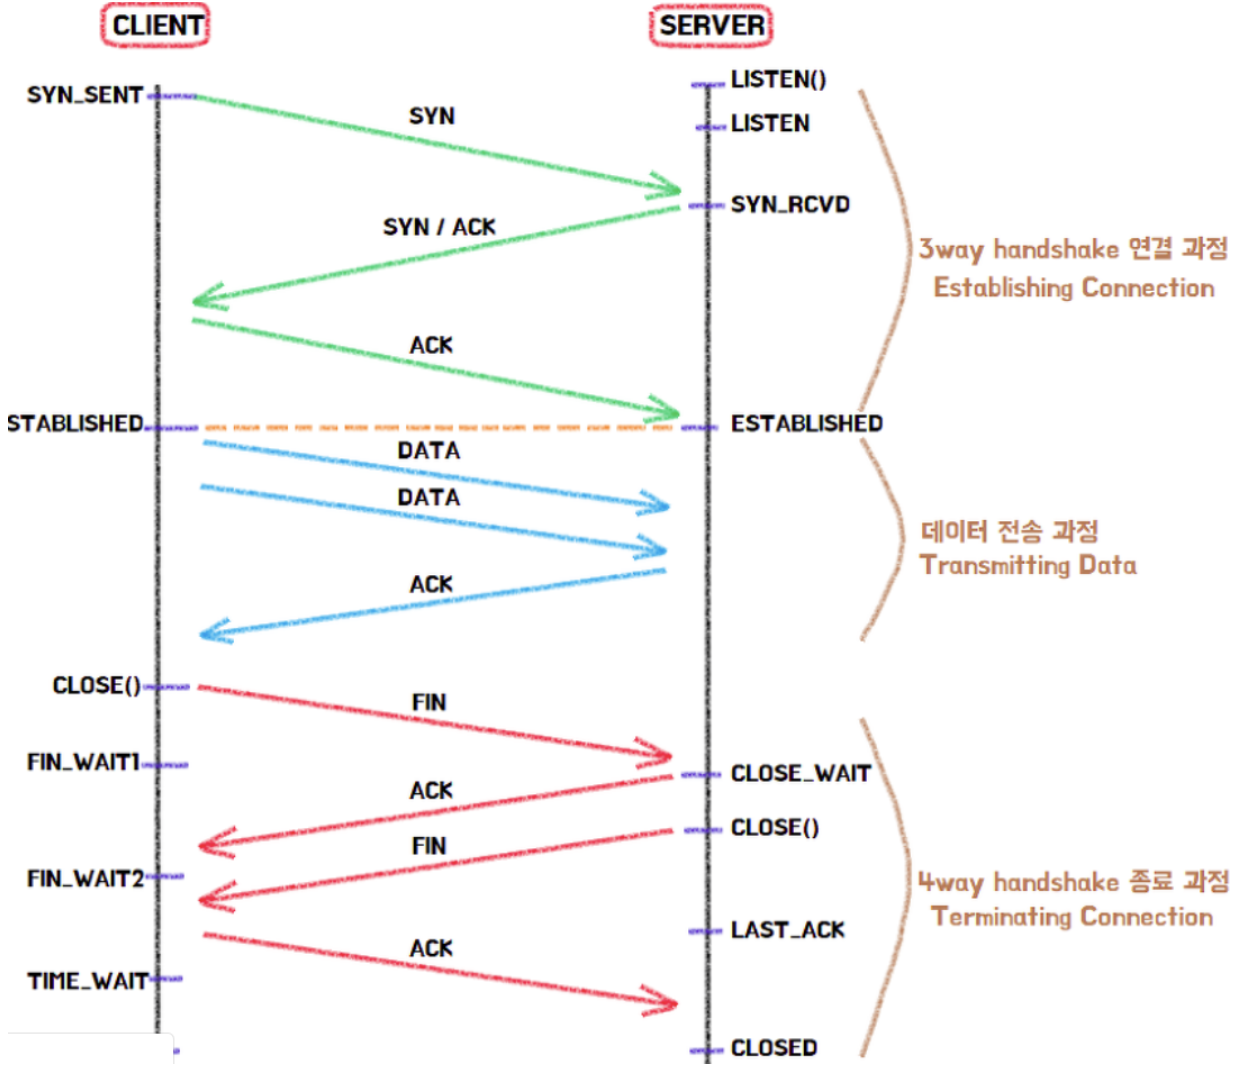 CLIENT
SERVER
LISTEN()
SYN_SENT
SYN
LISTEN
SYN_RCVD
SYN / ACK
3way handshake 연결 과정
Establishing Connection
ACK
STABLISHED
ESTABLISHED
DATA
DATA
데이터 전송 과정
Transmitting Data
ACK
CLOSE()
FIN
FIN_WAIT1
CLOSE_WAIT
ACK
CLOSE()
FIN
FIN_WAIT2
4way handshake 종료 과정
Terminating Connection
LAST_ACK
ACK
TIME_WAIT
CLOSED